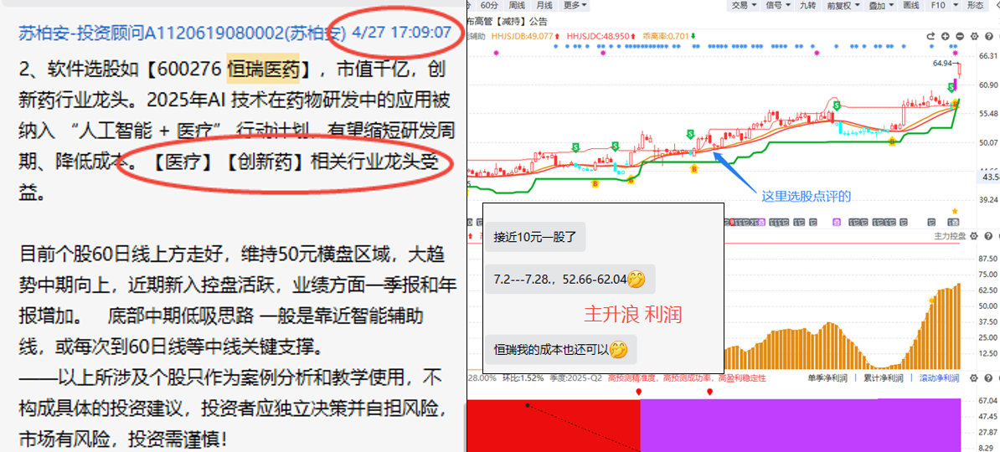 苏柏安-投资顾问A1120619080002(苏柏安) 4/27 17:09:07
2、软件选股如【600276 恒瑞医药】，市值千亿，创
新药行业龙头。2025年AI 技术在药物研发中的应用被
纳入 “人工智能 + 医疗” 行动计划，有望缩短研发周
期、降低成本。【医疗】【创新药】相关行业龙头受
益。
目前个股60日线上方走好，维持50元横盘区域，大趋
势中期向上，近期新入控盘活跃，业绩方面一季报和年
报增加。 底部中期低吸思路 一般是靠近智能辅助
线，或每次到60日线等中线关键支撑。
——以上所涉及个股只作为案例分析和教学使用，不
构成具体的投资建议，投资者应独立决策并自担风险，
市场有风险，投资需谨慎！
60分 周线 月线 更多 交易 信号 九转 前复权 叠加 画线 F10 形态
布高管【减持】公告
辅助 HHJSJDB:49.077 HHJSJDC:48.950 乖离率:0.701
66.31
64.94
60.90
55.48
50.07
43.58
39.24
这里选股点评的
主力控盘
87.50
75.00
62.50
50.00
37.50
25.00
12.50
接近10元一股了
7.2---7.28.，52.66-62.04
主升浪 利润
恒瑞我的成本也还可以
28.00% 环比:1.52% 季度:2025-Q2 高预测精准度，高预测成功率，高盈利稳定性 单季净利润 累计净利润 滚动净利润
67.04
47.45
27.87
8.29